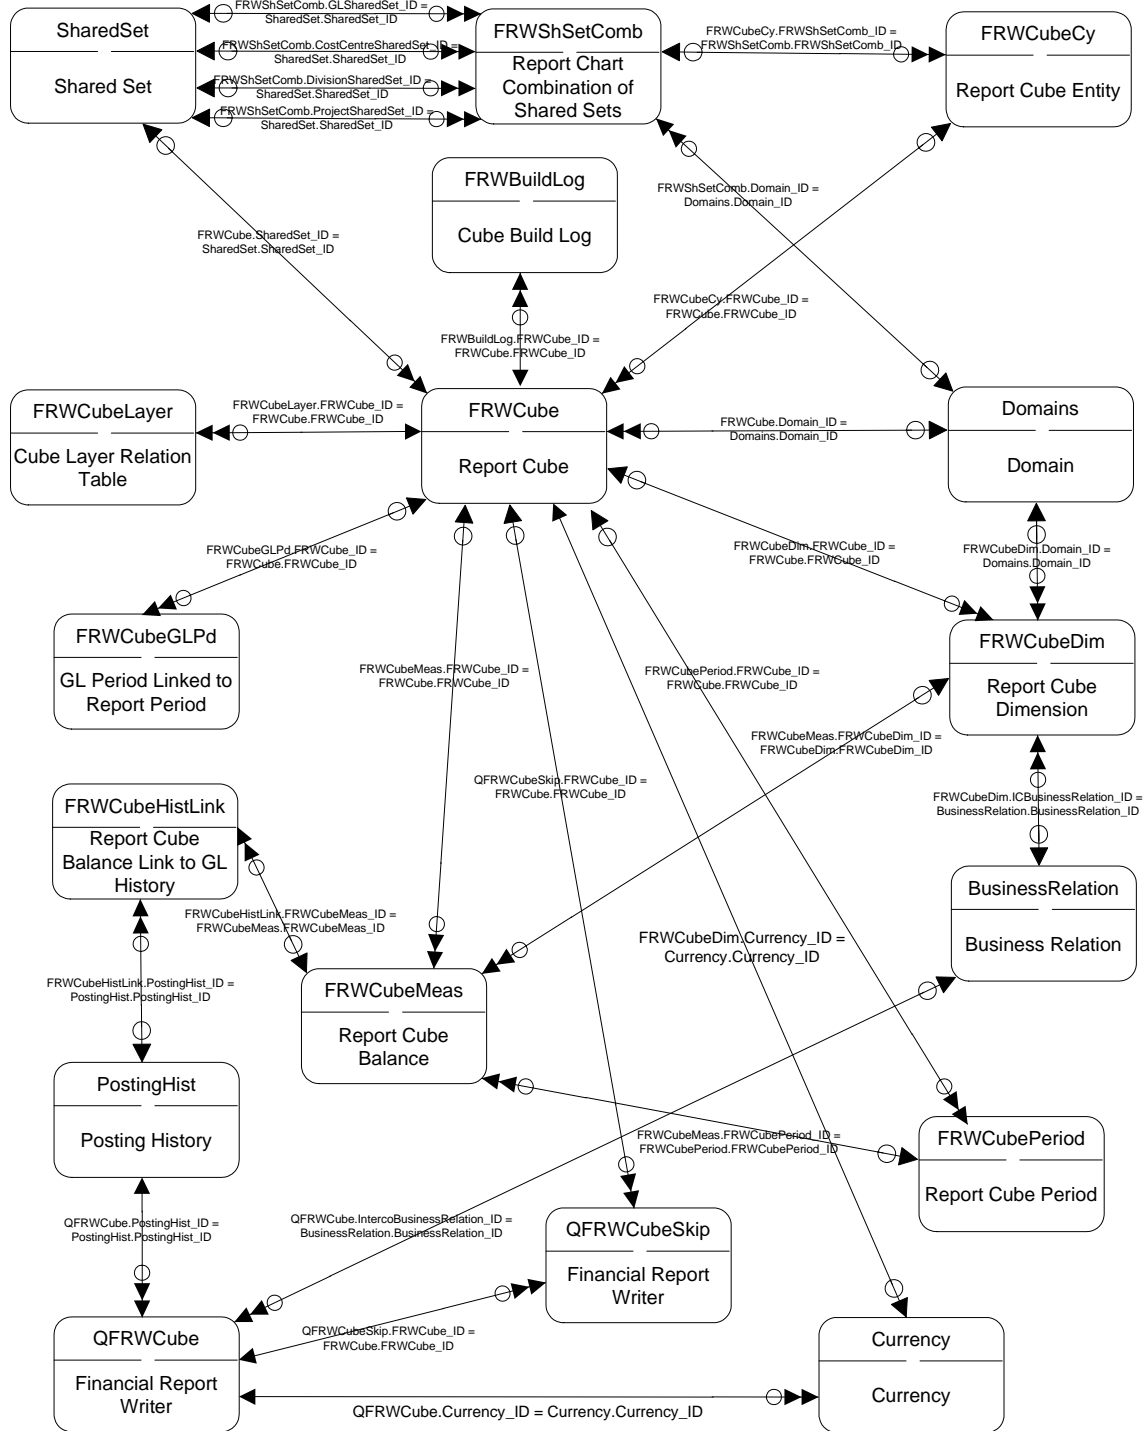 SharedSet
Shared Set
FRWShSetComb.GLSharedSet_ID =
SharedSet.SharedSet_ID
FRWShSetComb.CostCentreSharedSet_ID =
SharedSet.SharedSet_ID
FRWShSetComb.DivisionSharedSet_ID =
SharedSet.SharedSet_ID
FRWShSetComb.ProjectSharedSet_ID =
SharedSet.SharedSet_ID
FRWShSetComb
Report Chart
Combination of
Shared Sets
FRWCubeCy.FRWShSetComb_ID =
FRWShSetComb.FRWShSetComb_ID
FRWCubeCy
Report Cube Entity
FRWBuildLog
Cube Build Log
FRWShSetComb.Domain_ID =
Domains.Domain_ID
FRWCube.SharedSet_ID =
SharedSet.SharedSet_ID
FRWCubeCy.FRWCube_ID =
FRWCube.FRWCube_ID
FRWBuildLog.FRWCube_ID =
FRWCube.FRWCube_ID
FRWCubeLayer
Cube Layer Relation
Table
FRWCubeLayer.FRWCube_ID =
FRWCube.FRWCube_ID
FRWCube
Report Cube
FRWCube.Domain_ID =
Domains.Domain_ID
Domains
Domain
FRWCubeGLPd.FRWCube_ID =
FRWCube.FRWCube_ID
FRWCubeDim.FRWCube_ID =
FRWCube.FRWCube_ID
FRWCubeDim.Domain_ID =
Domains.Domain_ID
FRWCubeGLPd
GL Period Linked to
Report Period
FRWCubeMeas.FRWCube_ID =
FRWCube.FRWCube_ID
FRWCubePeriod.FRWCube_ID =
FRWCube.FRWCube_ID
FRWCubeDim
Report Cube
Dimension
FRWCubeMeas.FRWCubeDim_ID =
FRWCubeDim.FRWCubeDim_ID
QFRWCubeSkip.FRWCube_ID =
FRWCube.FRWCube_ID
FRWCubeDim.ICBusinessRelation_ID =
BusinessRelation.BusinessRelation_ID
FRWCubeHistLink
Report Cube
Balance Link to GL
History
FRWCubeHistLink.FRWCubeMeas_ID =
FRWCubeMeas.FRWCubeMeas_ID
BusinessRelation
Business Relation
FRWCubeDim.Currency_ID =
Currency.Currency_ID
FRWCubeHistLink.PostingHist_ID =
PostingHist.PostingHist_ID
FRWCubeMeas
Report Cube
Balance
PostingHist
Posting History
FRWCubeMeas.FRWCubePeriod_ID =
FRWCubePeriod.FRWCubePeriod_ID
FRWCubePeriod
Report Cube Period
QFRWCube.PostingHist_ID =
PostingHist.PostingHist_ID
QFRWCube.IntercoBusinessRelation_ID =
BusinessRelation.BusinessRelation_ID
QFRWCubeSkip
Financial Report
Writer
QFRWCube
Financial Report
Writer
QFRWCubeSkip.FRWCube_ID =
FRWCube.FRWCube_ID
Currency
Currency
QFRWCube.Currency_ID = Currency.Currency_ID